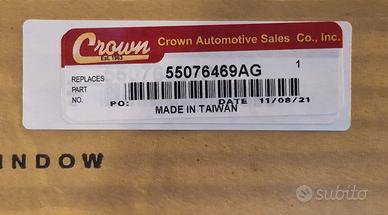 Crown
Est. 1963
Crown Automotive Sales Co., Inc.
REPLACES
PART
NO.
55076469AG
1
PO:
DATE 11/08/21
MADE IN TAIWAN
INDOW
subito